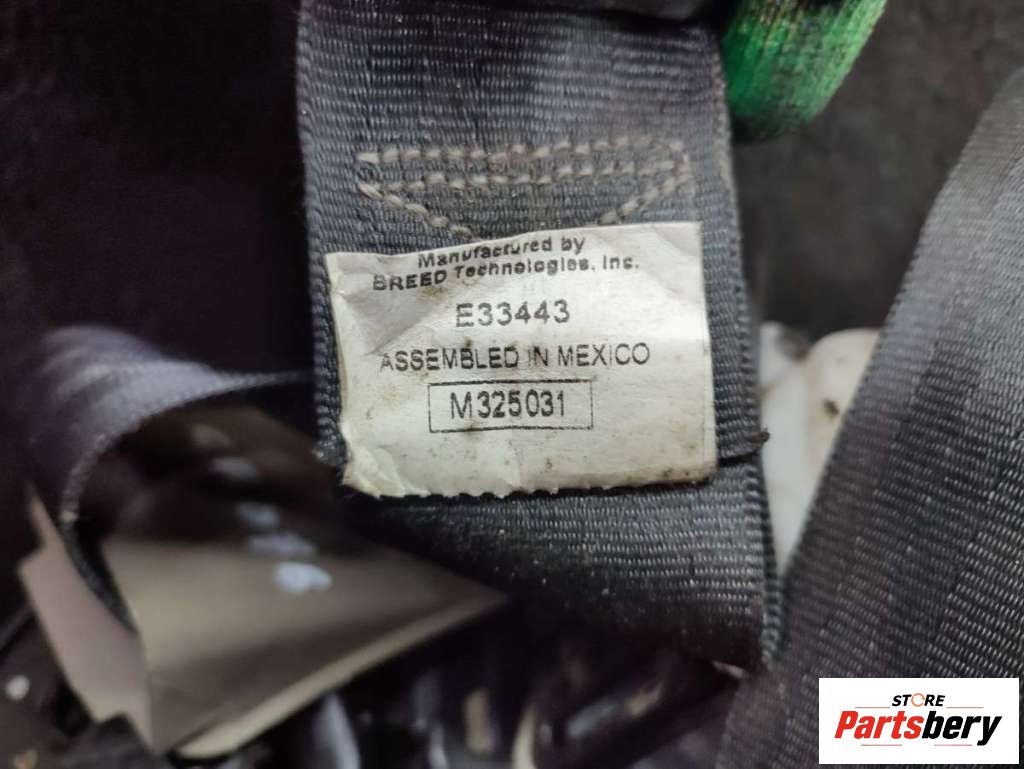 Manufactured by
BREED Technologies, Inc.
E33443
ASSEMBLED IN MEXICO
M325031
STORE
Partsbery